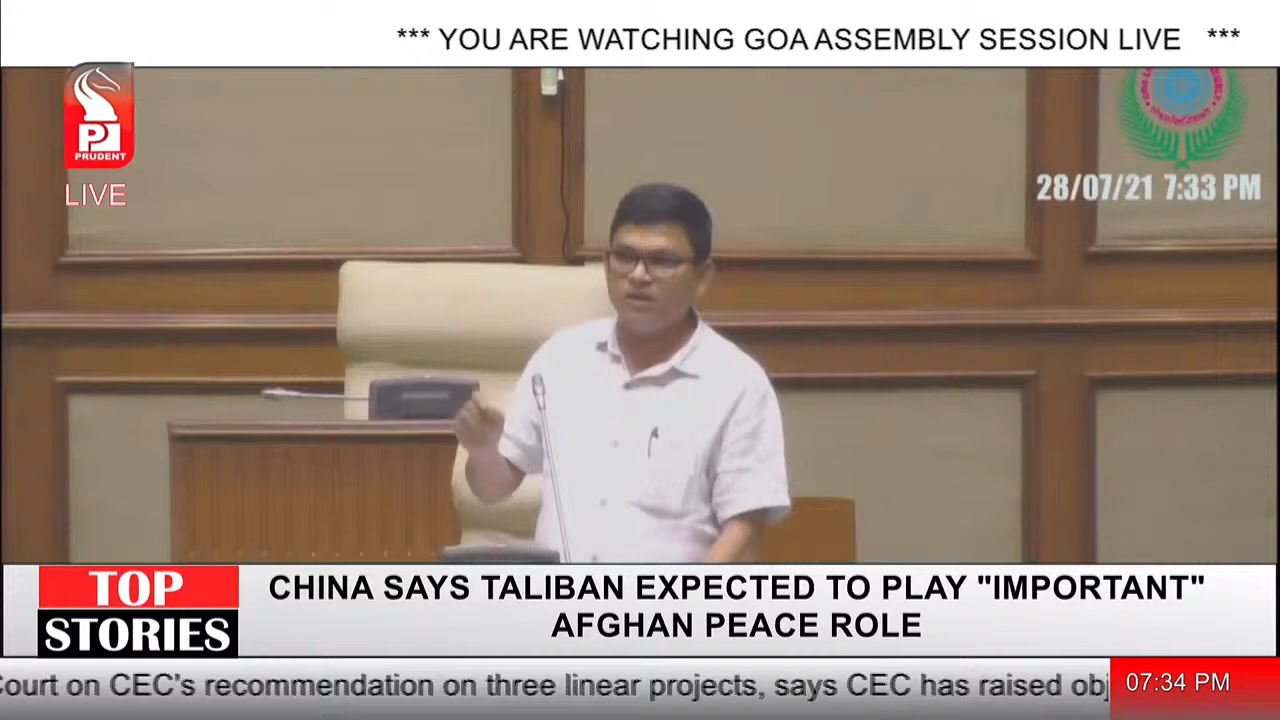 *** YOU ARE WATCHING GOA ASSEMBLY SESSION LIVE ***
PRUDENT
LIVE
28/07/21 7:33 PM
TOP
STORIES
CHINA SAYS TALIBAN EXPECTED TO PLAY "IMPORTANT"
AFGHAN PEACE ROLE
Court on CEC's recommendation on three linear projects, says CEC has raised obj
07:34 PM